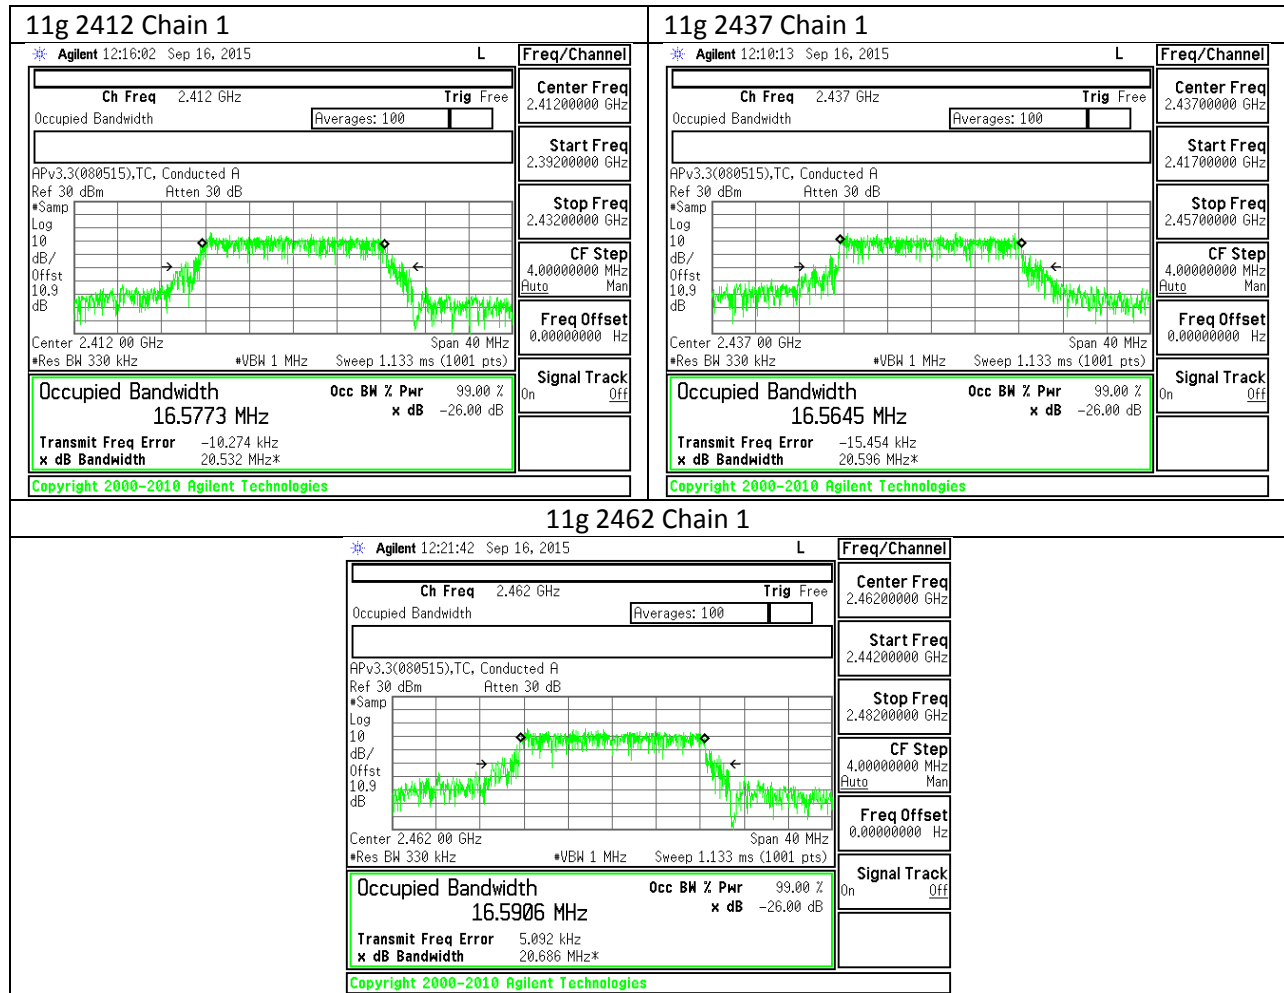 11g 2412 Chain 1
Agilent 12:16:02 Sep 16, 2015 L Freq/Channel
Ch Freq 2.412 GHz Trig Free
Occupied Bandwidth Averages: 100
APv3.3(080515),TC, Conducted A
Ref 30 dBm Atten 30 dB
#Samp
Log
10
dB/
Offst
10.9
dB
Center 2.412 00 GHz Span 40 MHz
#Res BW 330 kHz #VBW 1 MHz Sweep 1.133 ms (1001 pts)
Occupied Bandwidth Occ BW % Pwr 99.00 %
16.5773 MHz x dB -26.00 dB
Transmit Freq Error -10.274 kHz
x dB Bandwidth 20.532 MHz*
Copyright 2000-2010 Agilent Technologies
Center Freq
2.41200000 GHz
Start Freq
2.39200000 GHz
Stop Freq
2.43200000 GHz
CF Step
4.00000000 MHz
Auto Man
Freq Offset
0.00000000 Hz
Signal Track
On Off
11g 2437 Chain 1
Agilent 12:10:13 Sep 16, 2015 L Freq/Channel
Ch Freq 2.437 GHz Trig Free
Occupied Bandwidth Averages: 100
APv3.3(080515),TC, Conducted A
Ref 30 dBm Atten 30 dB
#Samp
Log
10
dB/
Offst
10.9
dB
Center 2.437 00 GHz Span 40 MHz
#Res BW 330 kHz #VBW 1 MHz Sweep 1.133 ms (1001 pts)
Occupied Bandwidth Occ BW % Pwr 99.00 %
16.5645 MHz x dB -26.00 dB
Transmit Freq Error -15.454 kHz
x dB Bandwidth 20.596 MHz*
Copyright 2000-2010 Agilent Technologies
Center Freq
2.43700000 GHz
Start Freq
2.41700000 GHz
Stop Freq
2.45700000 GHz
CF Step
4.00000000 MHz
Auto Man
Freq Offset
0.00000000 Hz
Signal Track
On Off
11g 2462 Chain 1
Agilent 12:21:42 Sep 16, 2015 L Freq/Channel
Ch Freq 2.462 GHz Trig Free
Occupied Bandwidth Averages: 100
APv3.3(080515),TC, Conducted A
Ref 30 dBm Atten 30 dB
#Samp
Log
10
dB/
Offst
10.9
dB
Center 2.462 00 GHz Span 40 MHz
#Res BW 330 kHz #VBW 1 MHz Sweep 1.133 ms (1001 pts)
Occupied Bandwidth Occ BW % Pwr 99.00 %
16.5906 MHz x dB -26.00 dB
Transmit Freq Error 5.092 kHz
x dB Bandwidth 20.686 MHz*
Copyright 2000-2010 Agilent Technologies
Center Freq
2.46200000 GHz
Start Freq
2.44200000 GHz
Stop Freq
2.48200000 GHz
CF Step
4.00000000 MHz
Auto Man
Freq Offset
0.00000000 Hz
Signal Track
On Off